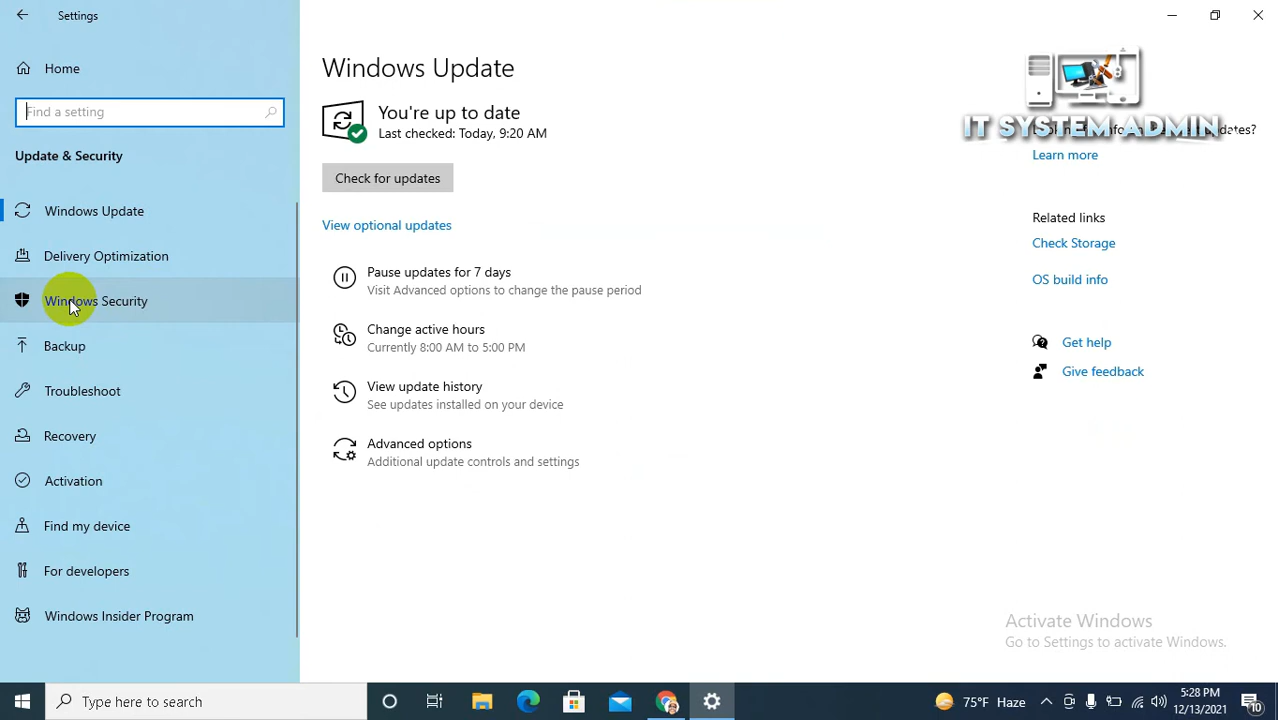 Settings
Home
Find a setting
Update & Security
Windows Update
Delivery Optimization
Windows Security
Backup
Troubleshoot
Recovery
Activation
Find my device
For developers
Windows Insider Program
Windows Update
You're up to date
Last checked: Today, 9:20 AM
Check for updates
View optional updates
Pause updates for 7 days
Visit Advanced options to change the pause period
Change active hours
Currently 8:00 AM to 5:00 PM
View update history
See updates installed on your device
Advanced options
Additional update controls and settings
IT SYSTEM ADMIN
Learn more
Related links
Check Storage
OS build info
Get help
Give feedback
Activate Windows
Go to Settings to activate Windows.
Type here to search
75°F Haze
5:28 PM
12/13/2021
10